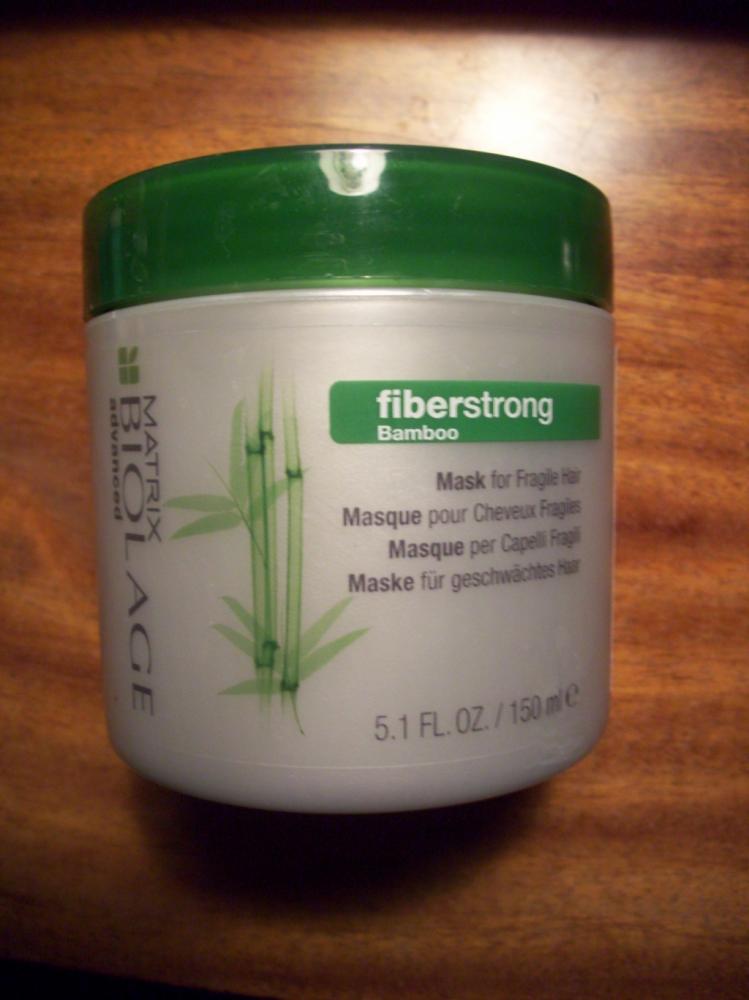 MATRIX
BIOLAGE
advanced
fiberstrong
Bamboo
Mask for Fragile Hair
Masque pour Cheveux Fragiles
Masque per Capelli Fragili
Maske für geschwächtes Haar
5.1 FL. OZ. / 150 ml ℮